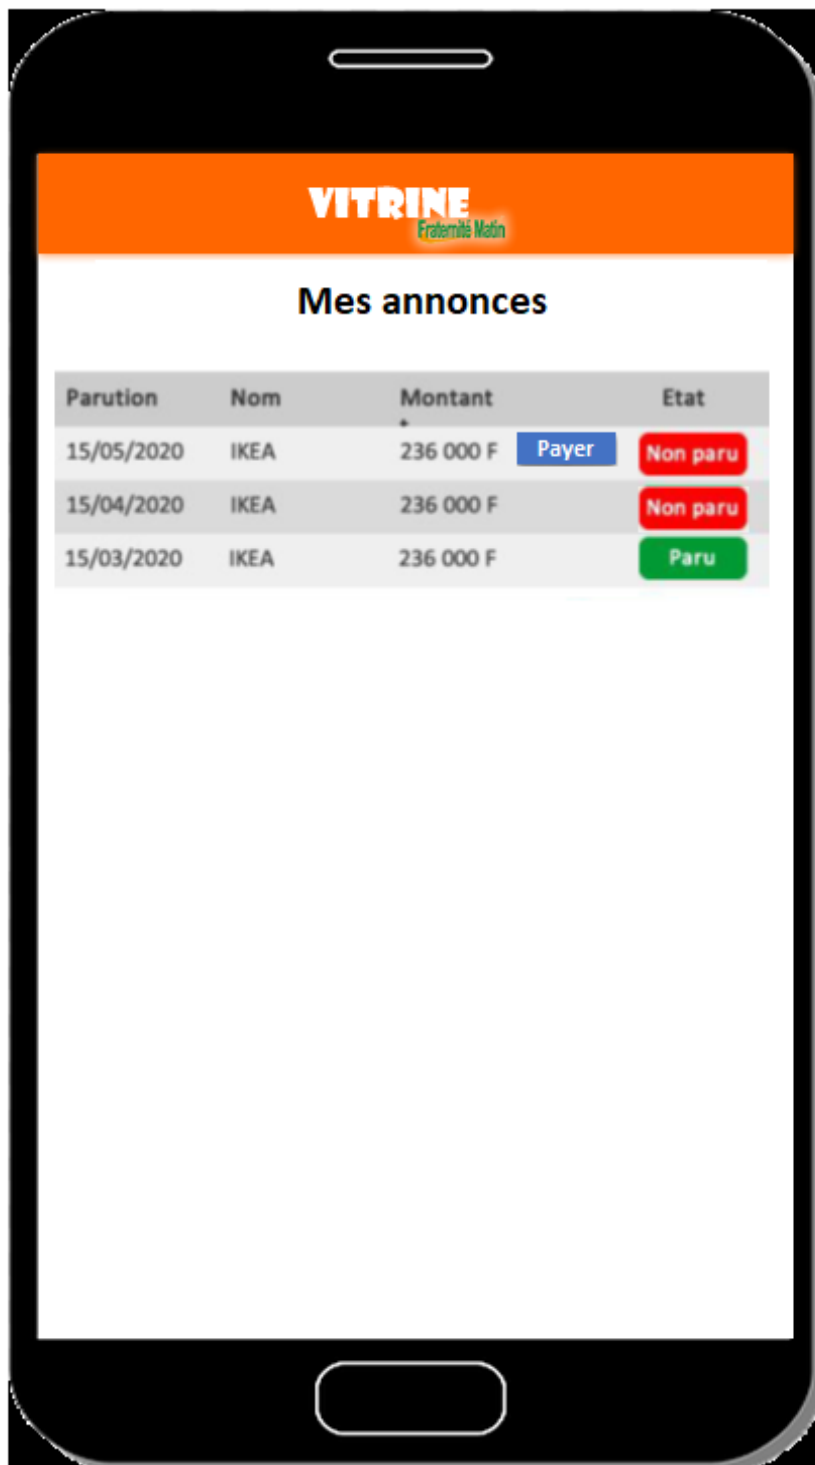 VITRINE
Fraternité Matin
Mes annonces
Parution Nom Montant Etat
15/05/2020 IKEA 236 000 F Payer Non paru
15/04/2020 IKEA 236 000 F Non paru
15/03/2020 IKEA 236 000 F Paru